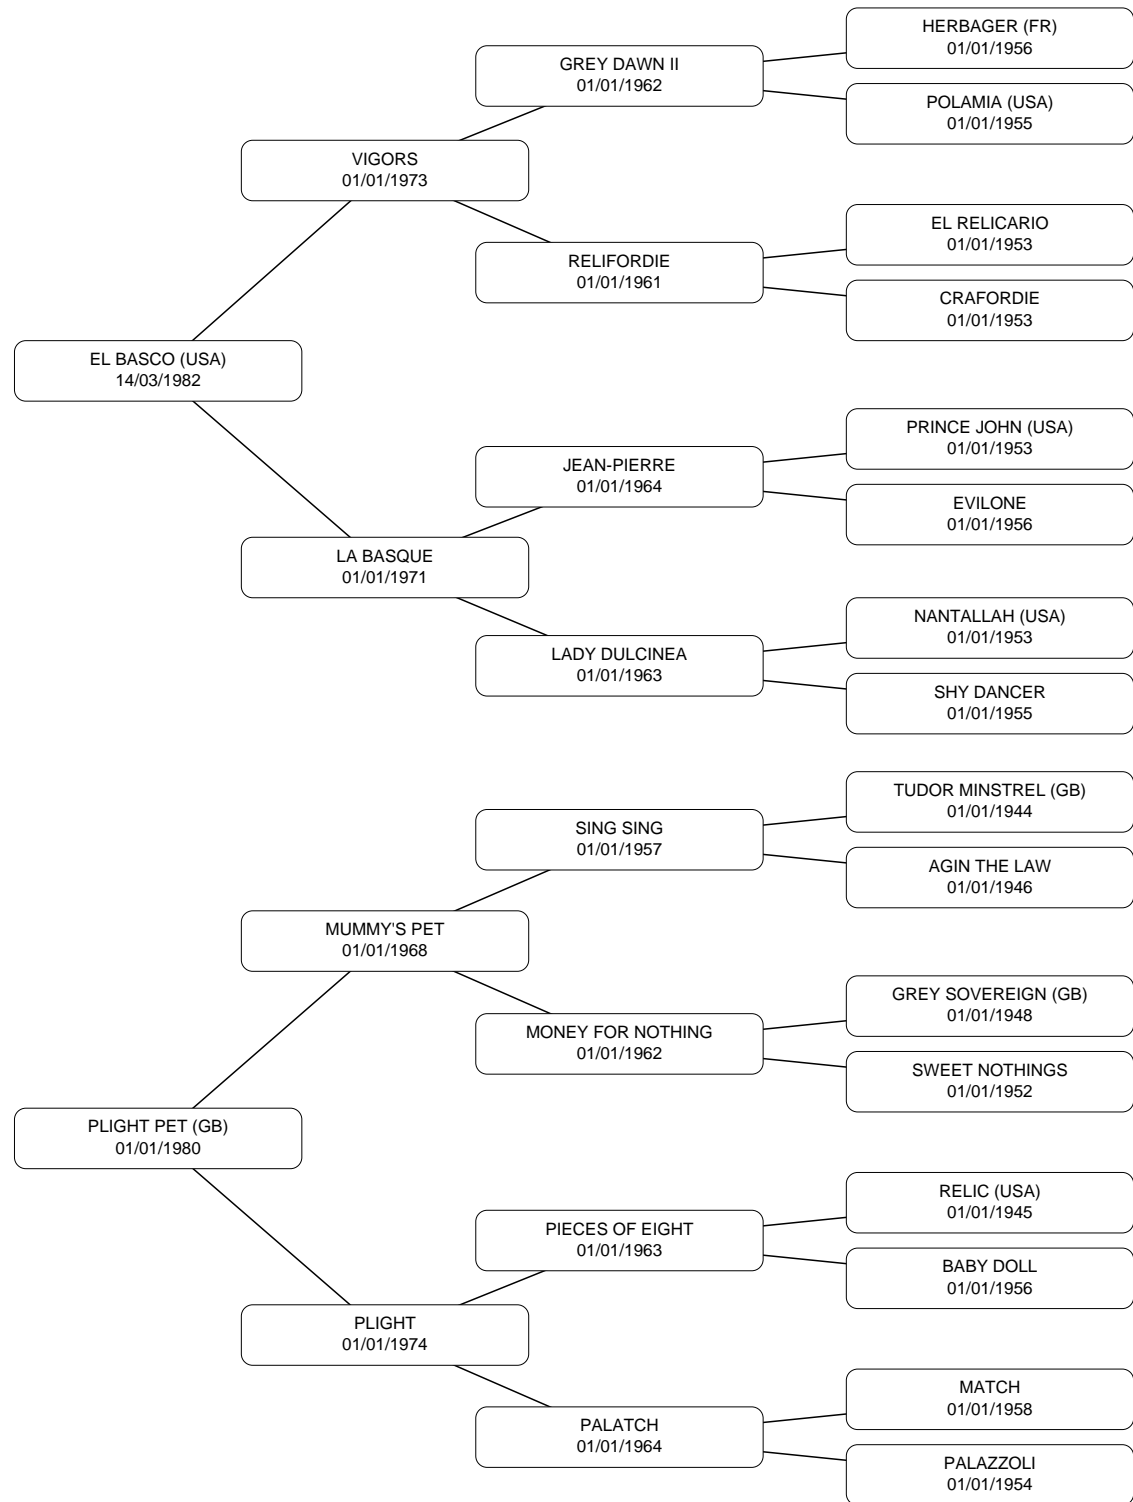 HERBAGER (FR)
01/01/1956
GREY DAWN II
01/01/1962
POLAMIA (USA)
01/01/1955
VIGORS
01/01/1973
EL RELICARIO
01/01/1953
RELIFORDIE
01/01/1961
CRAFORDIE
01/01/1953
EL BASCO (USA)
14/03/1982
PRINCE JOHN (USA)
01/01/1953
JEAN-PIERRE
01/01/1964
EVILONE
01/01/1956
LA BASQUE
01/01/1971
NANTALLAH (USA)
01/01/1953
LADY DULCINEA
01/01/1963
SHY DANCER
01/01/1955
TUDOR MINSTREL (GB)
01/01/1944
SING SING
01/01/1957
AGIN THE LAW
01/01/1946
MUMMY'S PET
01/01/1968
GREY SOVEREIGN (GB)
01/01/1948
MONEY FOR NOTHING
01/01/1962
SWEET NOTHINGS
01/01/1952
PLIGHT PET (GB)
01/01/1980
RELIC (USA)
01/01/1945
PIECES OF EIGHT
01/01/1963
BABY DOLL
01/01/1956
PLIGHT
01/01/1974
MATCH
01/01/1958
PALATCH
01/01/1964
PALAZZOLI
01/01/1954